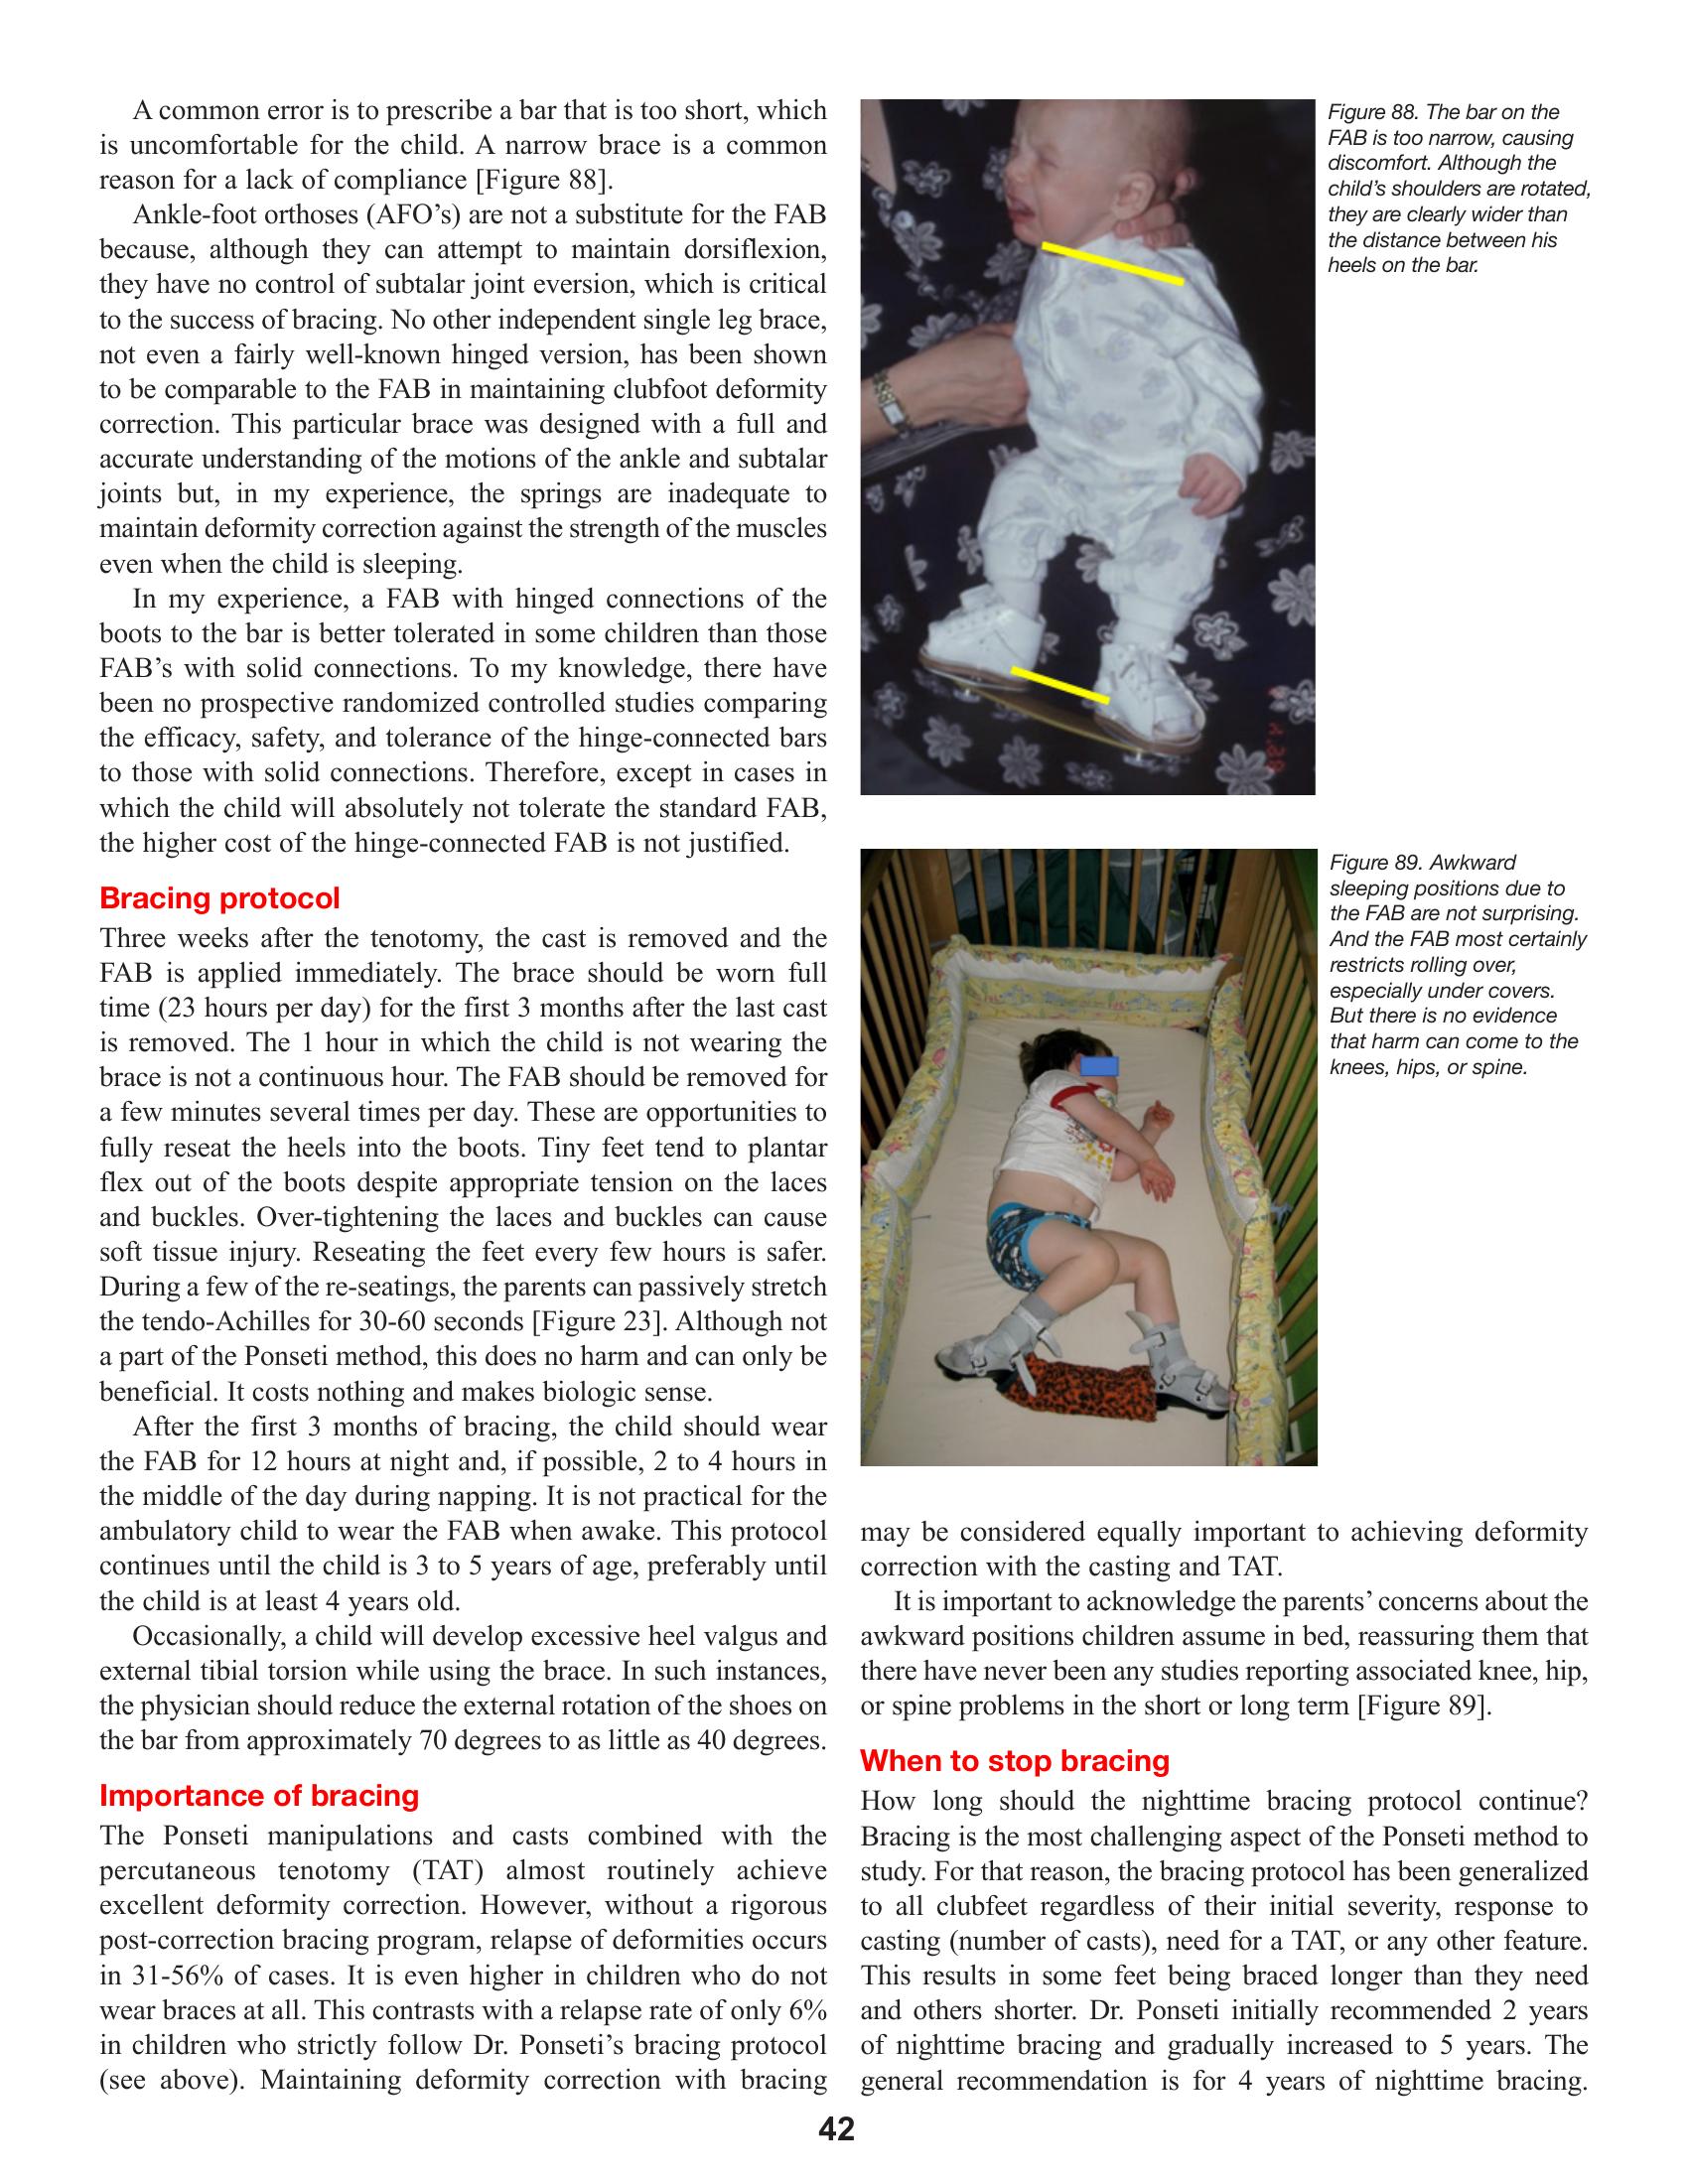 A common error is to prescribe a bar that is too short, which
is uncomfortable for the child. A narrow brace is a common
reason for a lack of compliance [Figure 88].
Ankle-foot orthoses (AFO’s) are not a substitute for the FAB
because, although they can attempt to maintain dorsiflexion,
they have no control of subtalar joint eversion, which is critical
to the success of bracing. No other independent single leg brace,
not even a fairly well-known hinged version, has been shown
to be comparable to the FAB in maintaining clubfoot deformity
correction. This particular brace was designed with a full and
accurate understanding of the motions of the ankle and subtalar
joints but, in my experience, the springs are inadequate to
maintain deformity correction against the strength of the muscles
even when the child is sleeping.
In my experience, a FAB with hinged connections of the
boots to the bar is better tolerated in some children than those
FAB’s with solid connections. To my knowledge, there have
been no prospective randomized controlled studies comparing
the efficacy, safety, and tolerance of the hinge-connected bars
to those with solid connections. Therefore, except in cases in
which the child will absolutely not tolerate the standard FAB,
the higher cost of the hinge-connected FAB is not justified.
Bracing protocol
Three weeks after the tenotomy, the cast is removed and the
FAB is applied immediately. The brace should be worn full
time (23 hours per day) for the first 3 months after the last cast
is removed. The 1 hour in which the child is not wearing the
brace is not a continuous hour. The FAB should be removed for
a few minutes several times per day. These are opportunities to
fully reseat the heels into the boots. Tiny feet tend to plantar
flex out of the boots despite appropriate tension on the laces
and buckles. Over-tightening the laces and buckles can cause
soft tissue injury. Reseating the feet every few hours is safer.
During a few of the re-seatings, the parents can passively stretch
the tendo-Achilles for 30-60 seconds [Figure 23]. Although not
a part of the Ponseti method, this does no harm and can only be
beneficial. It costs nothing and makes biologic sense.
After the first 3 months of bracing, the child should wear
the FAB for 12 hours at night and, if possible, 2 to 4 hours in
the middle of the day during napping. It is not practical for the
ambulatory child to wear the FAB when awake. This protocol
continues until the child is 3 to 5 years of age, preferably until
the child is at least 4 years old.
Occasionally, a child will develop excessive heel valgus and
external tibial torsion while using the brace. In such instances,
the physician should reduce the external rotation of the shoes on
the bar from approximately 70 degrees to as little as 40 degrees.
Importance of bracing
The Ponseti manipulations and casts combined with the
percutaneous tenotomy (TAT) almost routinely achieve
excellent deformity correction. However, without a rigorous
post-correction bracing program, relapse of deformities occurs
in 31-56% of cases. It is even higher in children who do not
wear braces at all. This contrasts with a relapse rate of only 6%
in children who strictly follow Dr. Ponseti’s bracing protocol
(see above). Maintaining deformity correction with bracing
Figure 88. The bar on the
FAB is too narrow, causing
discomfort. Although the
child’s shoulders are rotated,
they are clearly wider than
the distance between his
heels on the bar.
Figure 89. Awkward
sleeping positions due to
the FAB are not surprising.
And the FAB most certainly
restricts rolling over,
especially under covers.
But there is no evidence
that harm can come to the
knees, hips, or spine.
may be considered equally important to achieving deformity
correction with the casting and TAT.
It is important to acknowledge the parents’ concerns about the
awkward positions children assume in bed, reassuring them that
there have never been any studies reporting associated knee, hip,
or spine problems in the short or long term [Figure 89].
When to stop bracing
How long should the nighttime bracing protocol continue?
Bracing is the most challenging aspect of the Ponseti method to
study. For that reason, the bracing protocol has been generalized
to all clubfeet regardless of their initial severity, response to
casting (number of casts), need for a TAT, or any other feature.
This results in some feet being braced longer than they need
and others shorter. Dr. Ponseti initially recommended 2 years
of nighttime bracing and gradually increased to 5 years. The
general recommendation is for 4 years of nighttime bracing.
42